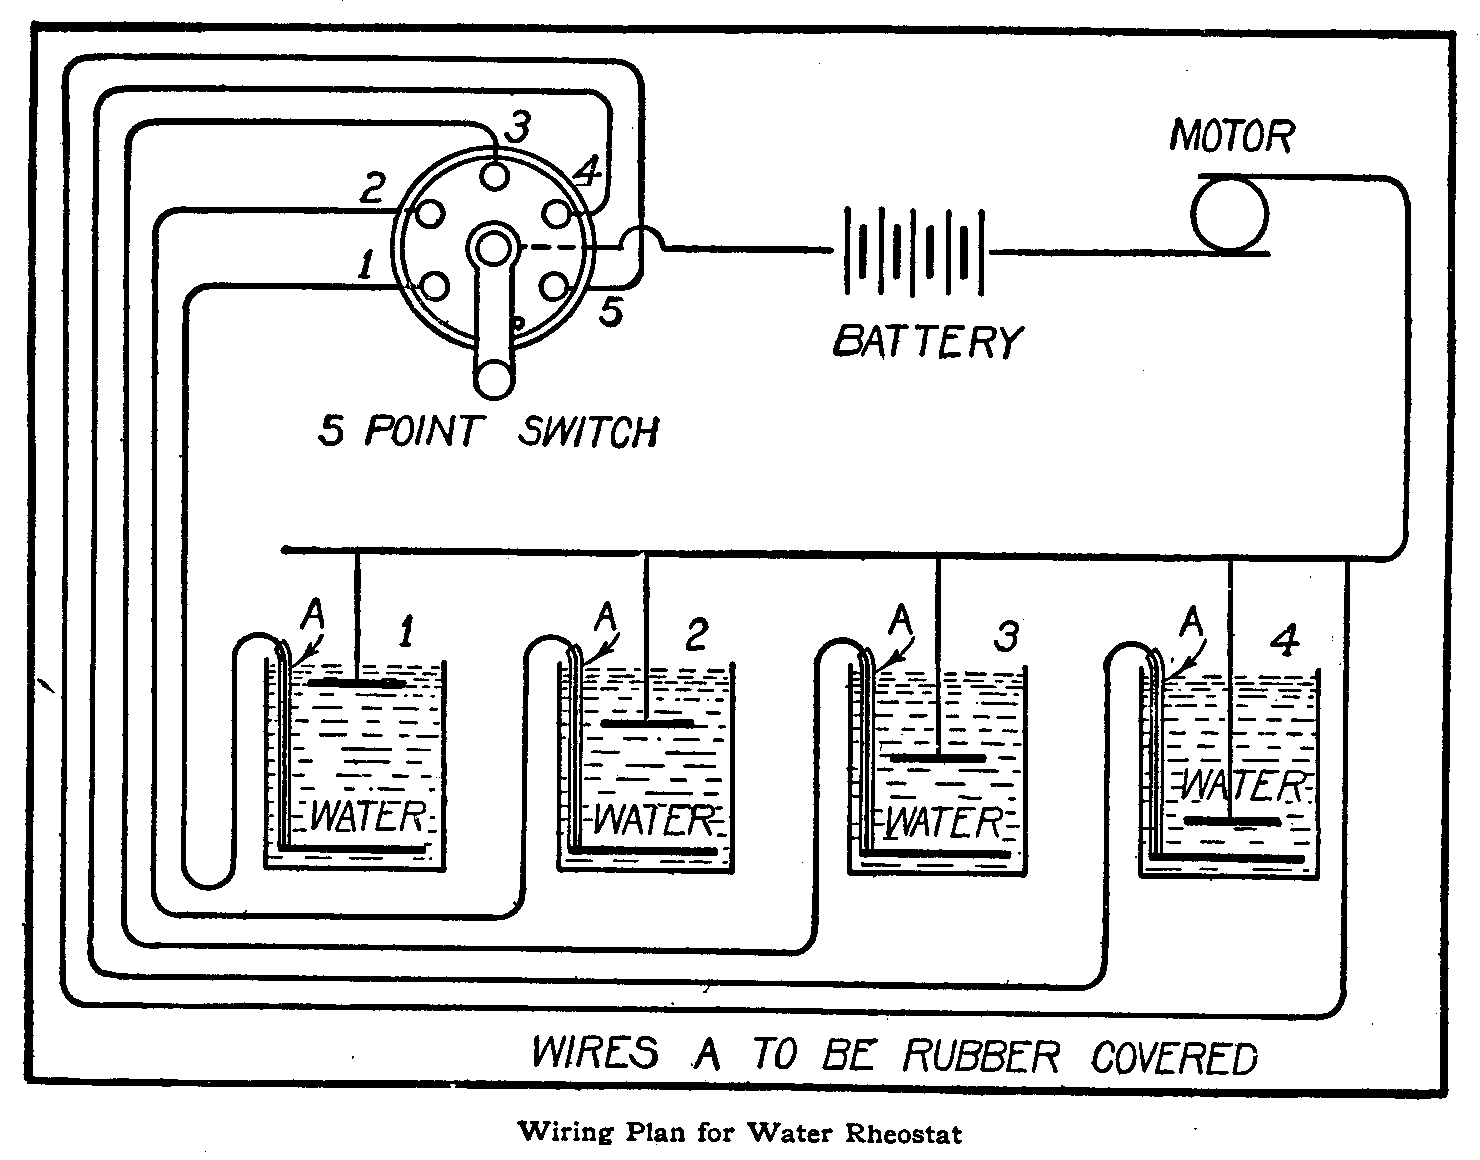 3
4
2
1
5
MOTOR
BATTERY
5 POINT SWITCH
A 1
A 2
A 3
A 4
WATER
WATER
WATER
WATER
WIRES A TO BE RUBBER COVERED
Wiring Plan for Water Rheostat